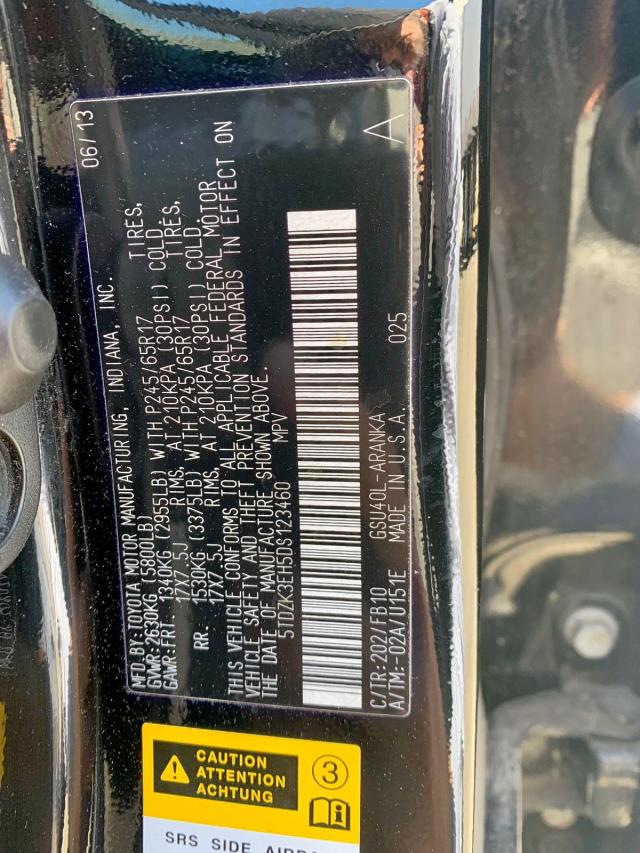 MFD.BY:TOYOTA MOTOR MANUFACTURING, INDIANA, INC. 06/13
GVWR:2630KG (5800LB)
GAWR:FRT. 1340KG (2955LB) WITH P245/65R17 TIRES,
17X7.5J RIMS, AT 210KPA (30PSI) COLD
RR. 1530KG (3375LB) WITH P245/65R17 TIRES,
17X7.5J RIMS, AT 210KPA (30PSI) COLD
THIS VEHICLE CONFORMS TO ALL APPLICABLE FEDERAL MOTOR
VEHICLE SAFETY AND THEFT PREVENTION STANDARDS IN EFFECT ON
THE DATE OF MANUFACTURE SHOWN ABOVE.
5TDZK3EH5DS123460 MPV
C/TR:202/FB10 GSU40L-ARANKA 025
A/TM:-02A/U151E MADE IN U.S.A. A
CAUTION
ATTENTION
ACHTUNG
3
SRS SIDE